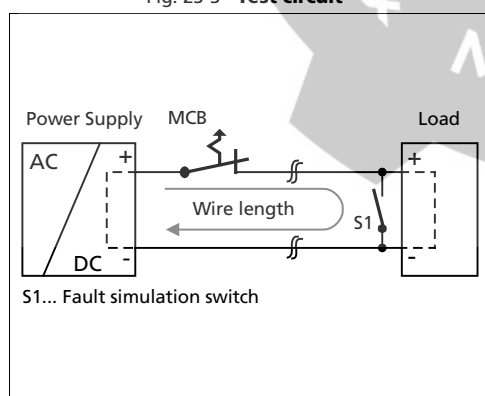 Fig. 23-3 Test circuit
Power Supply MCB Load
AC + +
Wire length S1
DC - -
S1... Fault simulation switch